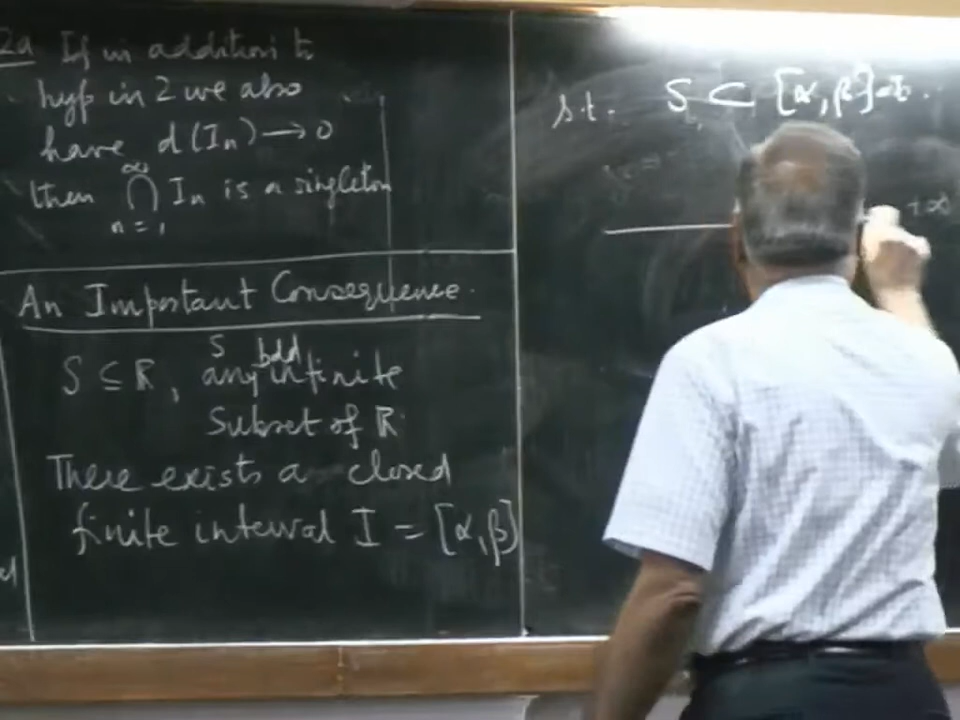 2a If in addition to
hyp in 2 we also
have d(In) → 0
then ∞ ∩ n=1 In is a singleton
An Important Consequence.
S ⊆ R, S any bdd infinite
Subset of R
There exists a closed
finite interval I = [α, β]
s.t. S ⊂ [α, β] = I.
+∞